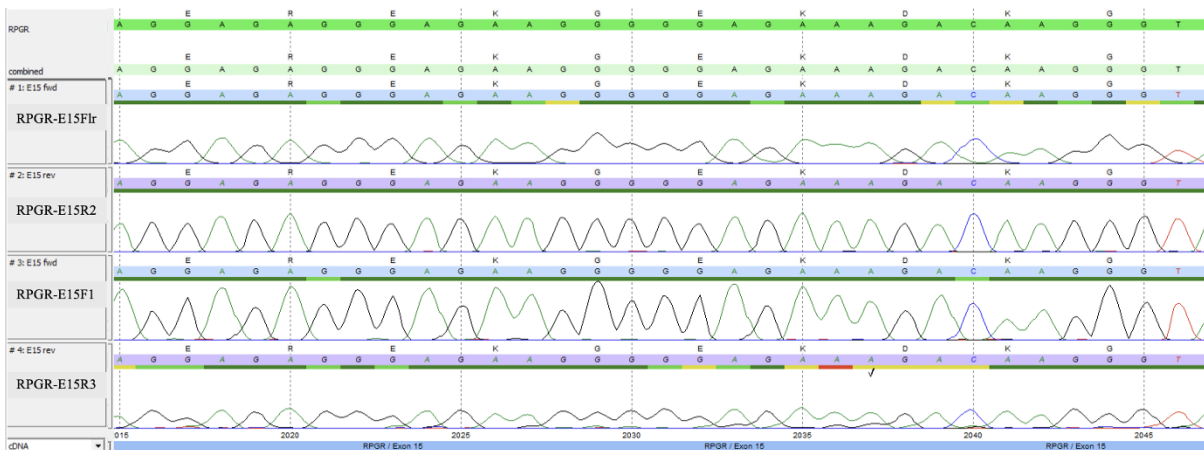 E R E K G E K D K G
RPGR A G G A G A G G G A G A A G G G G G A G A A A G A C A A G G G T
E R E K G E K D K G
combined A G G A G A G G G A G A A G G G G G A G A A A G A C A A G G G T
# 1: E15 fwd E R E K G E K D K G
A G G A G A G G G A G A A G G G G G A G A A A G A C A A G G G T
RPGR-E15Flr
# 2: E15 rev E R E K G E K D K G
A G G A G A G G G A G A A G G G G G A G A A A G A C A A G G G T
RPGR-E15R2
# 3: E15 fwd E R E K G E K D K G
A G G A G A G G G A G A A G G G G G A G A A A G A C A A G G G T
RPGR-E15F1
# 4: E15 rev E R E K G E K D K G
A G G A G A G G G A G A A G G G G G A G A A A G A C A A G G G T
RPGR-E15R3
015 2020 2025 2030 2035 2040 2045
cDNA RPGR / Exon 15 RPGR / Exon 15 RPGR / Exon 15